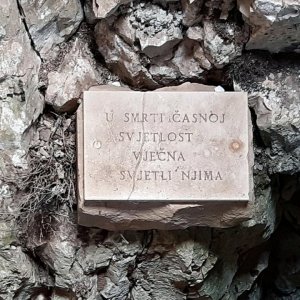 U SMRTI ČASNOJ
SVJETLOST
VJEČNA
SVJETLI NJIMA